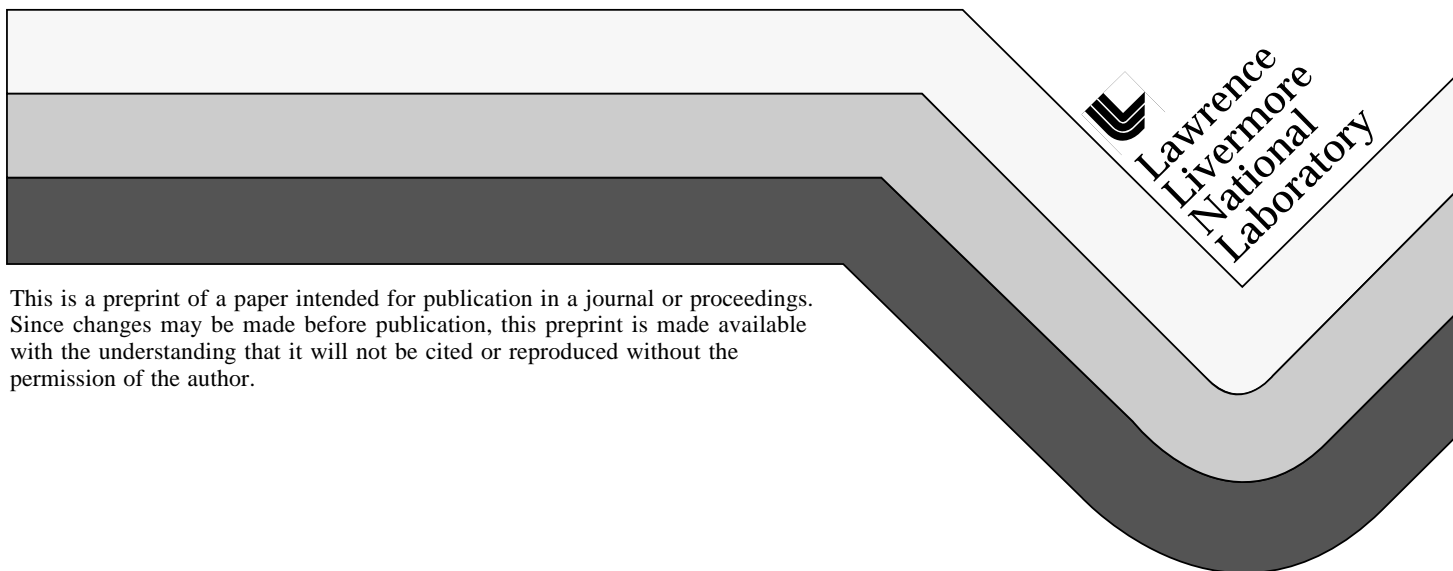 Lawrence
Livermore
National
Laboratory
This is a preprint of a paper intended for publication in a journal or proceedings.
Since changes may be made before publication, this preprint is made available
with the understanding that it will not be cited or reproduced without the
permission of the author.